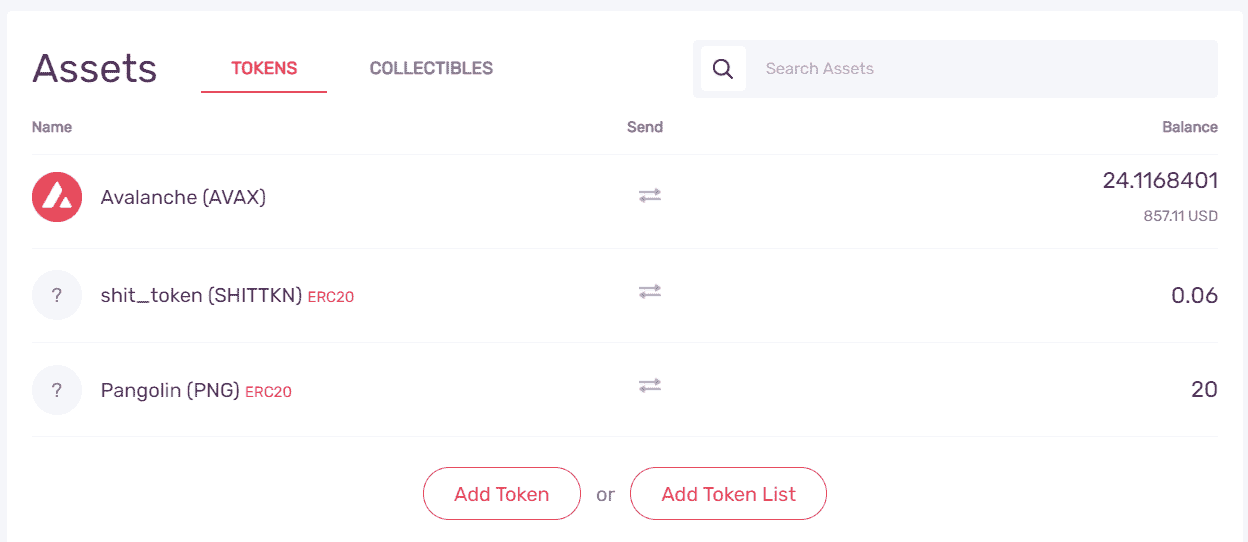 Assets TOKENS COLLECTIBLES Search Assets
Name Send Balance
Avalanche (AVAX) 24.1168401
857.11 USD
? shit_token (SHITTKN) ERC20 0.06
? Pangolin (PNG) ERC20 20
Add Token or Add Token List